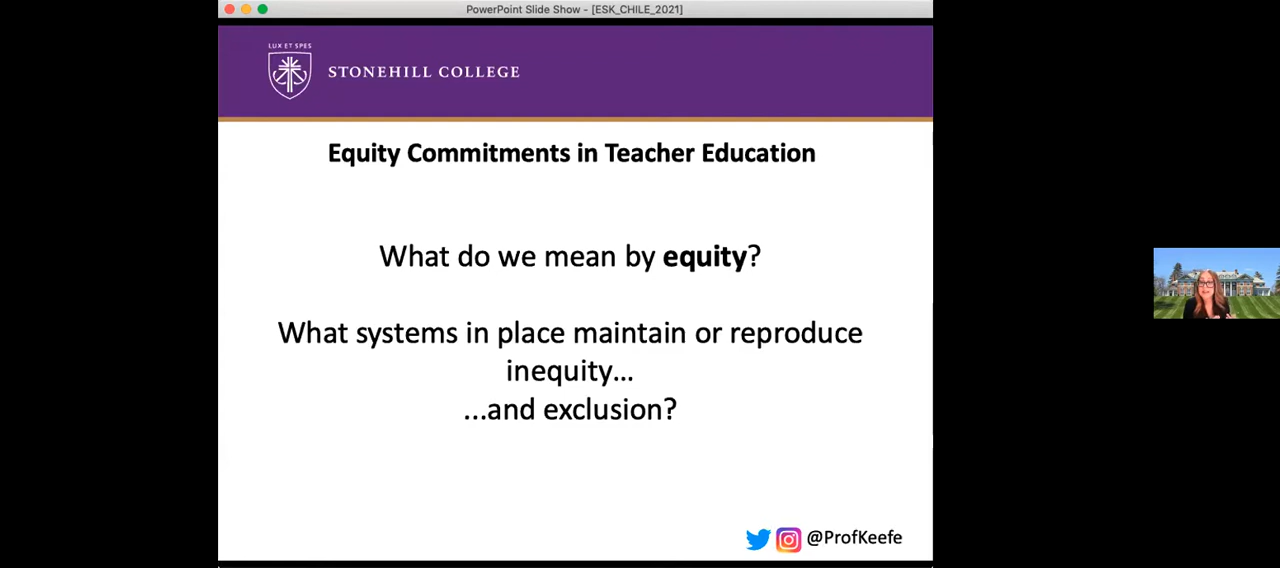 PowerPoint Slide Show - [ESK_CHILE_2021]
LUX ET SPES
STONEHILL COLLEGE
Equity Commitments in Teacher Education
What do we mean by equity?
What systems in place maintain or reproduce
inequity...
...and exclusion?
@ProfKeefe